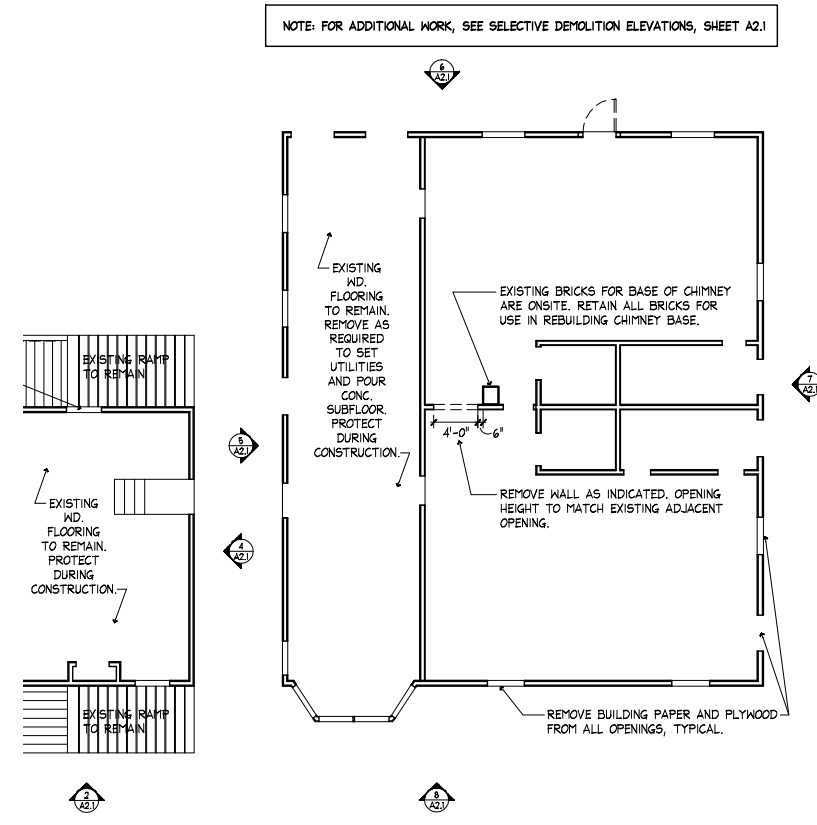 NOTE: FOR ADDITIONAL WORK, SEE SELECTIVE DEMOLITION ELEVATIONS, SHEET A2.1
6
A2.1
EXISTING
WD.
FLOORING
TO REMAIN.
REMOVE AS
REQUIRED
TO SET
UTILITIES
AND POUR
CONC.
SUBFLOOR.
PROTECT
DURING
CONSTRUCTION.
EXISTING BRICKS FOR BASE OF CHIMNEY
ARE ONSITE. RETAIN ALL BRICKS FOR
USE IN REBUILDING CHIMNEY BASE.
EXISTING RAMP
TO REMAIN
7
A2.1
4'-0"
6"
5
A2.1
REMOVE WALL AS INDICATED. OPENING
HEIGHT TO MATCH EXISTING ADJACENT
OPENING.
EXISTING
WD.
FLOORING
TO REMAIN.
PROTECT
DURING
CONSTRUCTION.
4
A2.1
EXISTING RAMP
TO REMAIN
REMOVE BUILDING PAPER AND PLYWOOD
FROM ALL OPENINGS, TYPICAL.
2
A2.1
8
A2.1